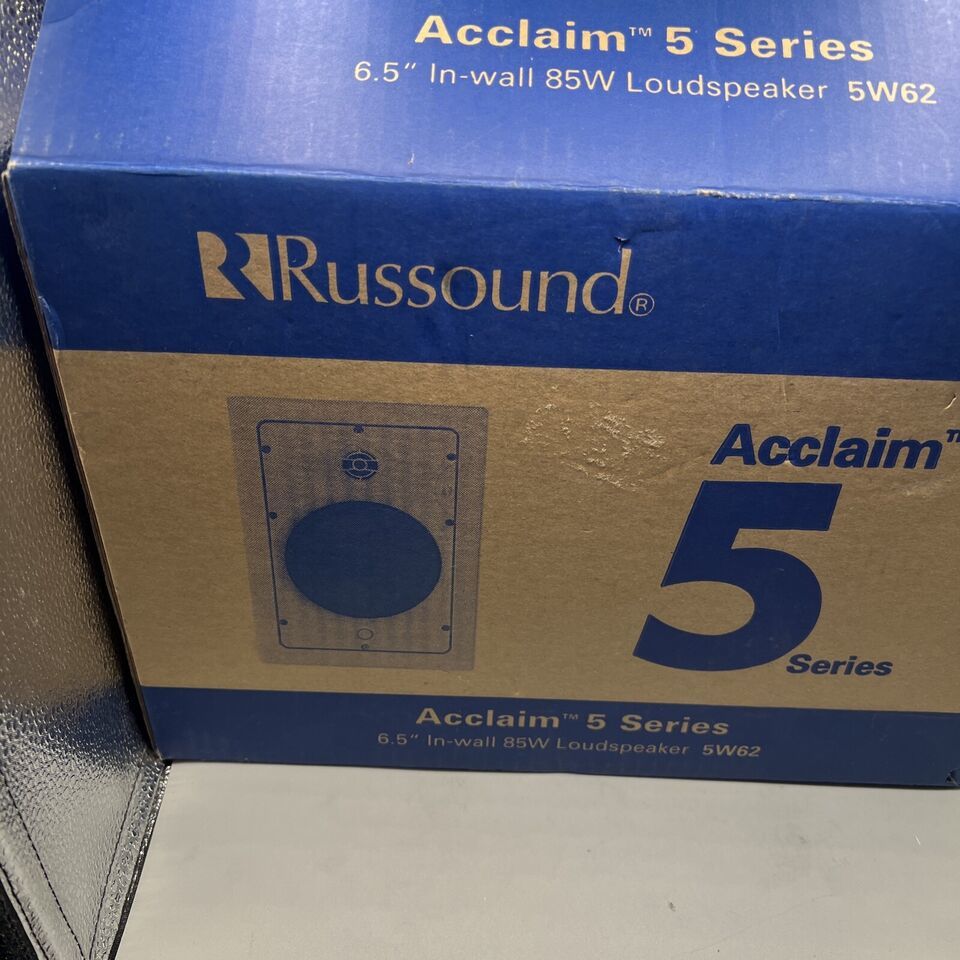 Acclaim™ 5 Series
6.5" In-wall 85W Loudspeaker 5W62
Russound®
Acclaim™
5
Series
Acclaim™ 5 Series
6.5" In-wall 85W Loudspeaker 5W62